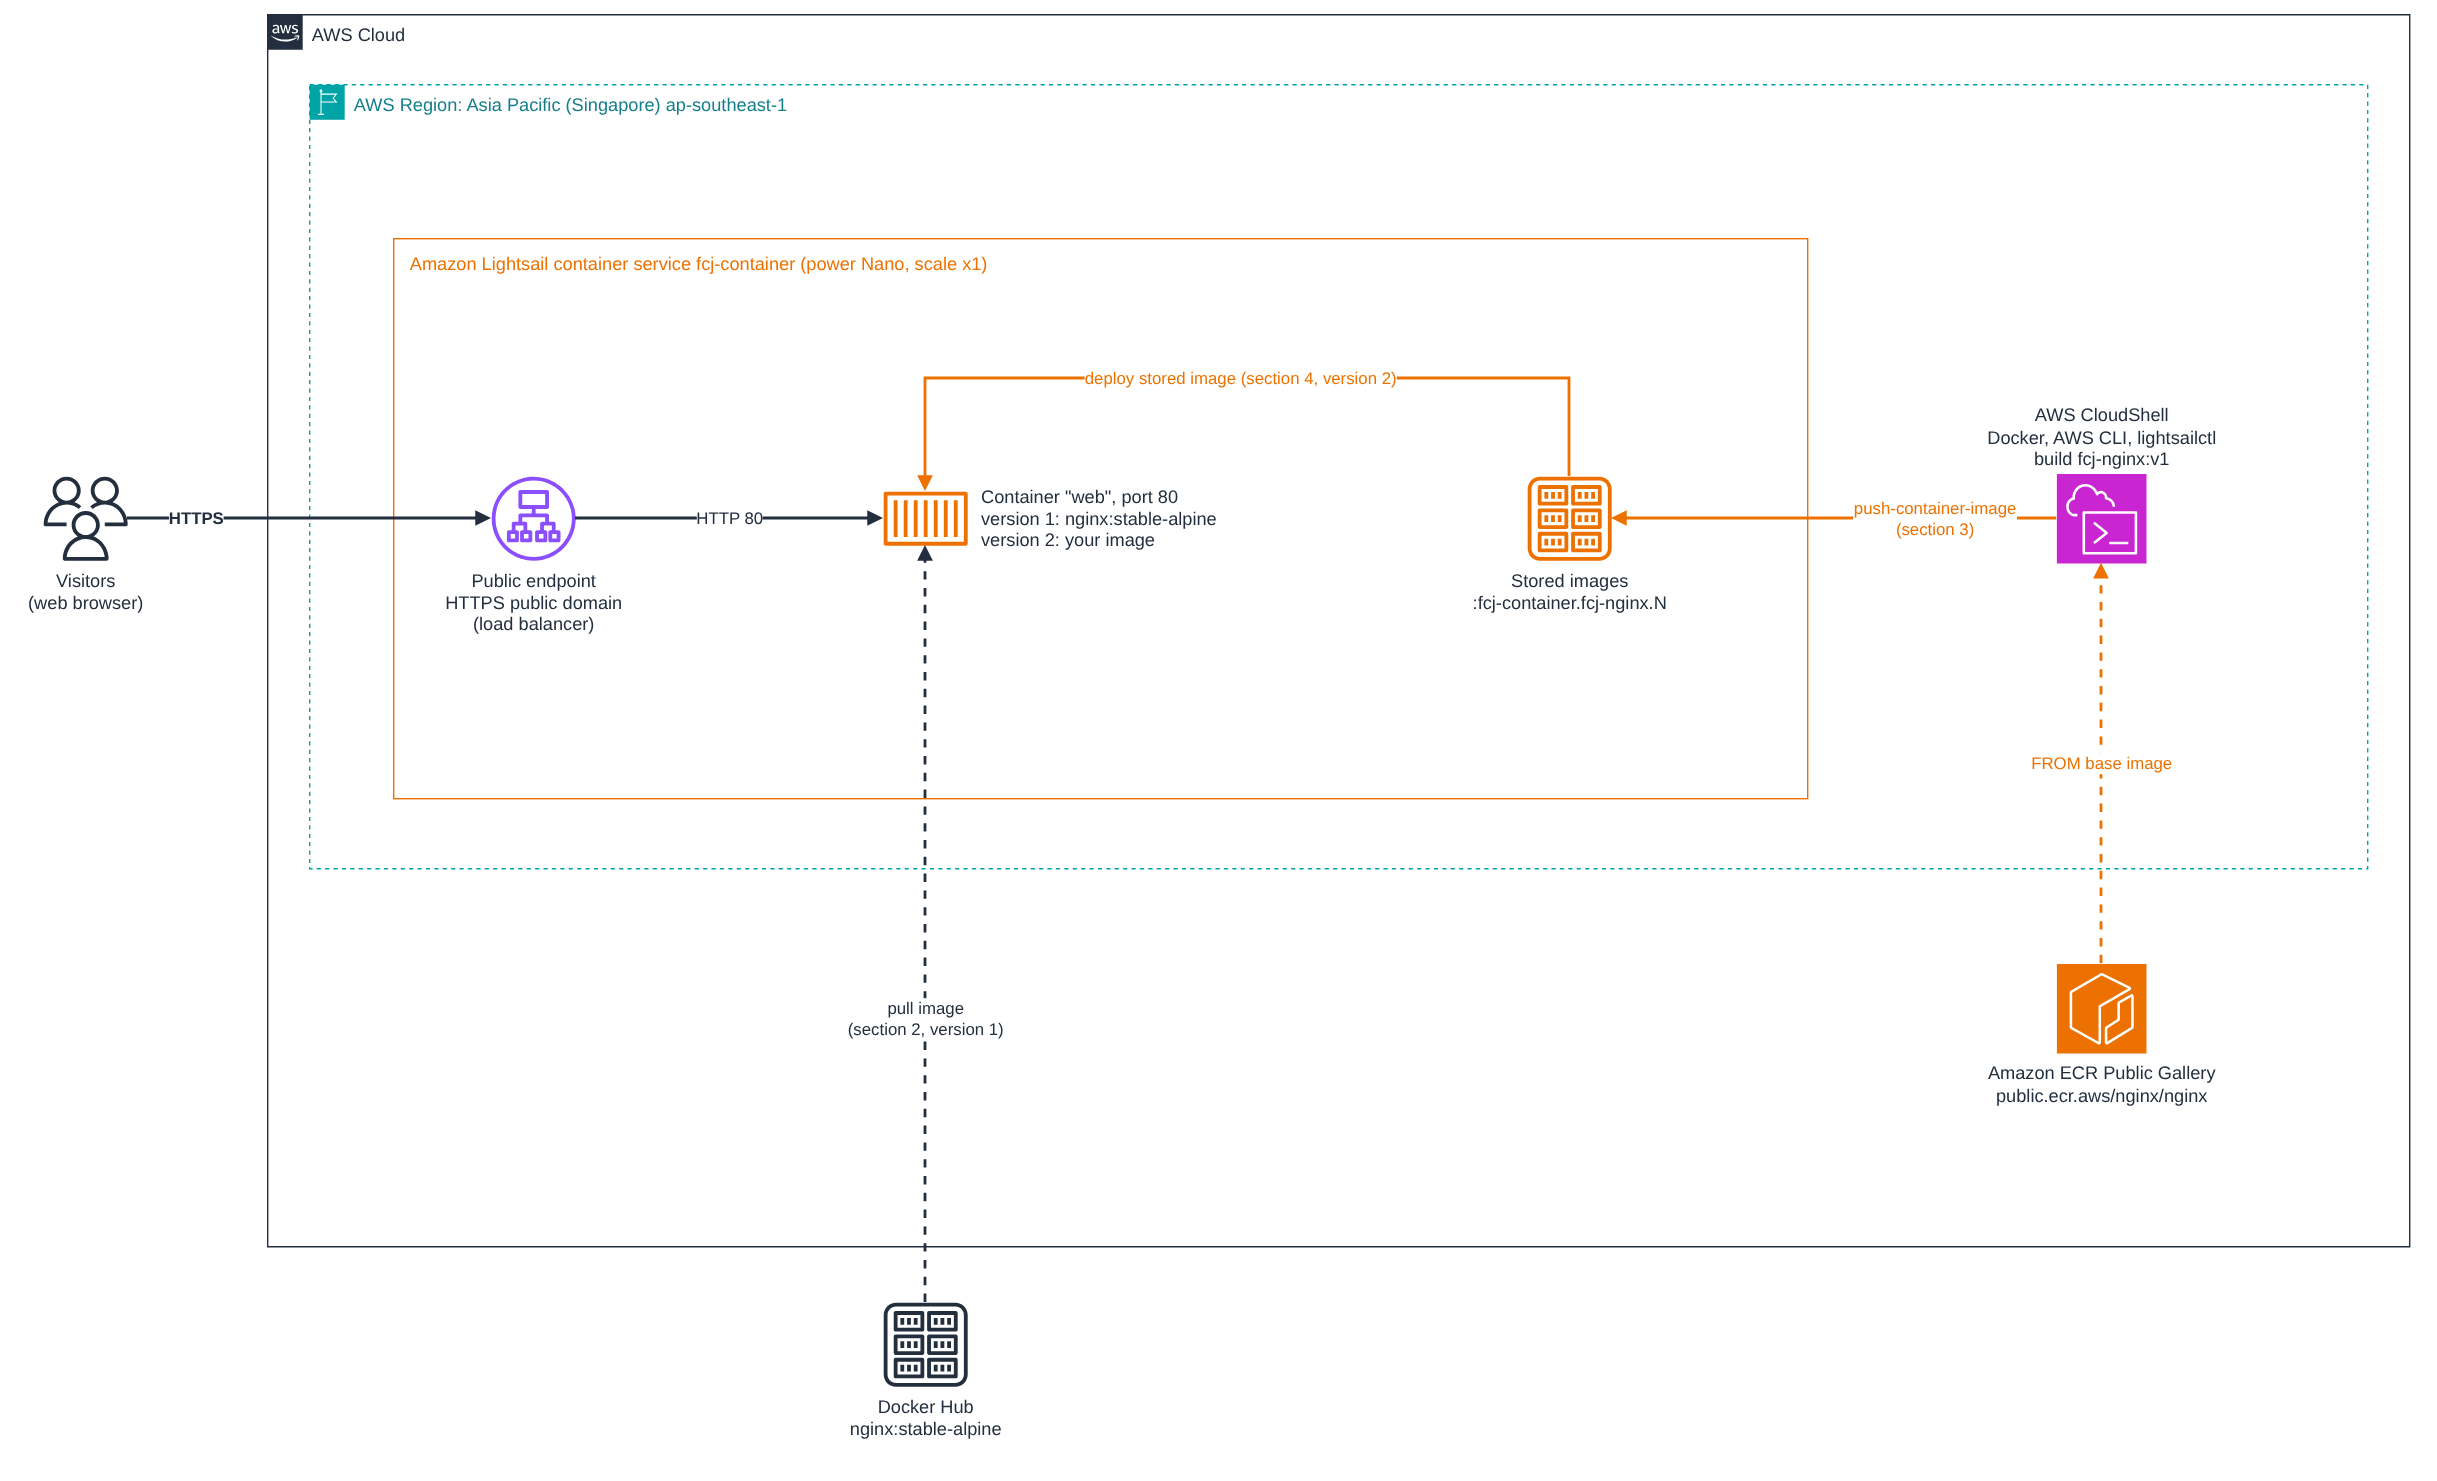 aws
AWS Cloud
AWS Region: Asia Pacific (Singapore) ap-southeast-1
Amazon Lightsail container service fcj-container (power Nano, scale x1)
deploy stored image (section 4, version 2)
AWS CloudShell
Docker, AWS CLI, lightsailctl
build fcj-nginx:v1
HTTPS
HTTP 80
Container "web", port 80
version 1: nginx:stable-alpine
version 2: your image
push-container-image
(section 3)
Visitors
(web browser)
Public endpoint
HTTPS public domain
(load balancer)
Stored images
:fcj-container.fcj-nginx.N
FROM base image
pull image
(section 2, version 1)
Amazon ECR Public Gallery
public.ecr.aws/nginx/nginx
Docker Hub
nginx:stable-alpine